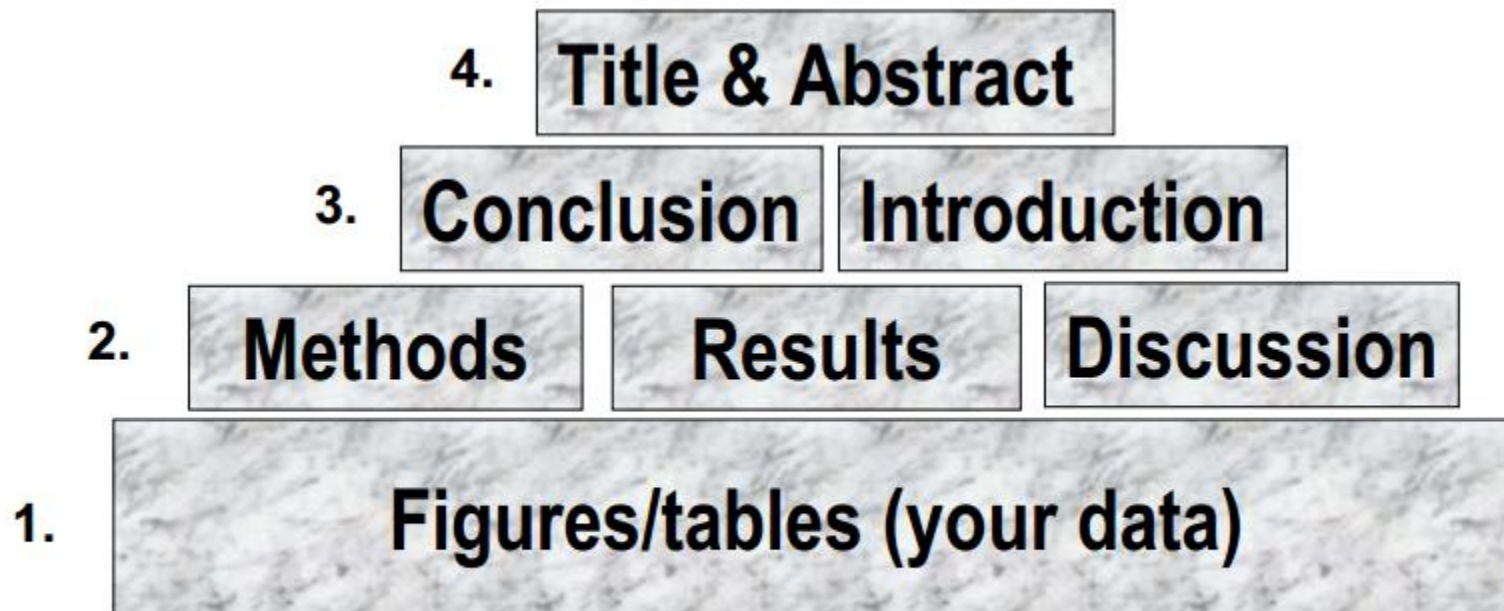 4. Title & Abstract
3. Conclusion Introduction
2. Methods Results Discussion
1. Figures/tables (your data)